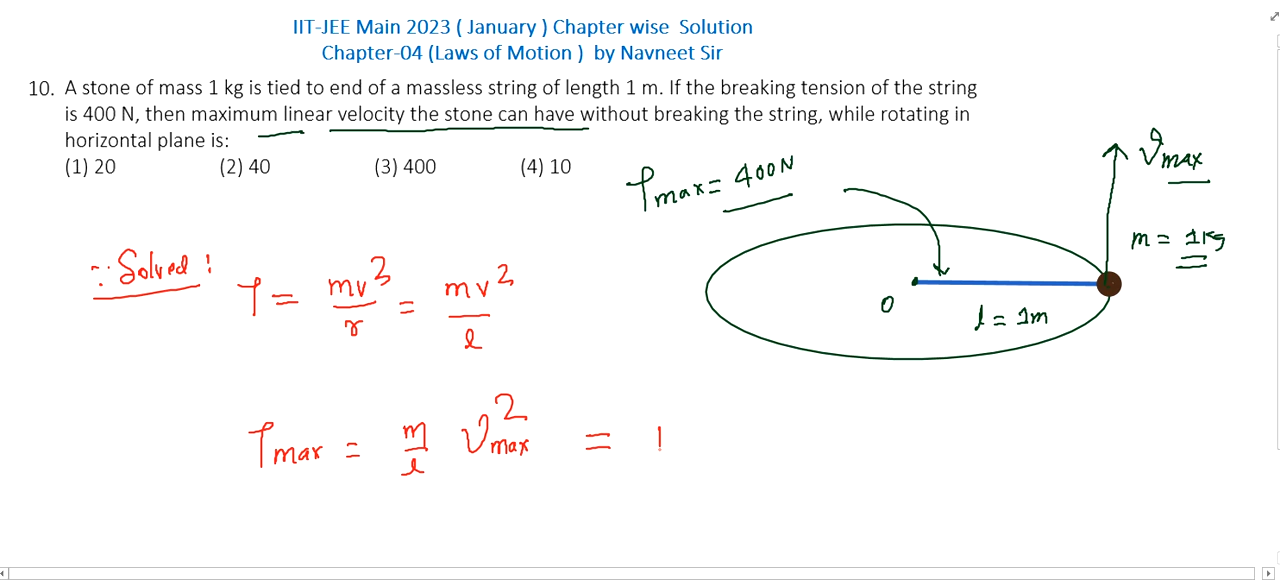 IIT-JEE Main 2023 ( January ) Chapter wise Solution
Chapter-04 (Laws of Motion ) by Navneet Sir
10. A stone of mass 1 kg is tied to end of a massless string of length 1 m. If the breaking tension of the string
is 400 N, then maximum linear velocity the stone can have without breaking the string, while rotating in
horizontal plane is:
(1) 20 (2) 40 (3) 400 (4) 10
Tmax = 400N
vmax
m = 1Kg
O
l = 1m
∵ Solved !
T = mv³/r = mv²/l
Tmax = m/l v²max = 1